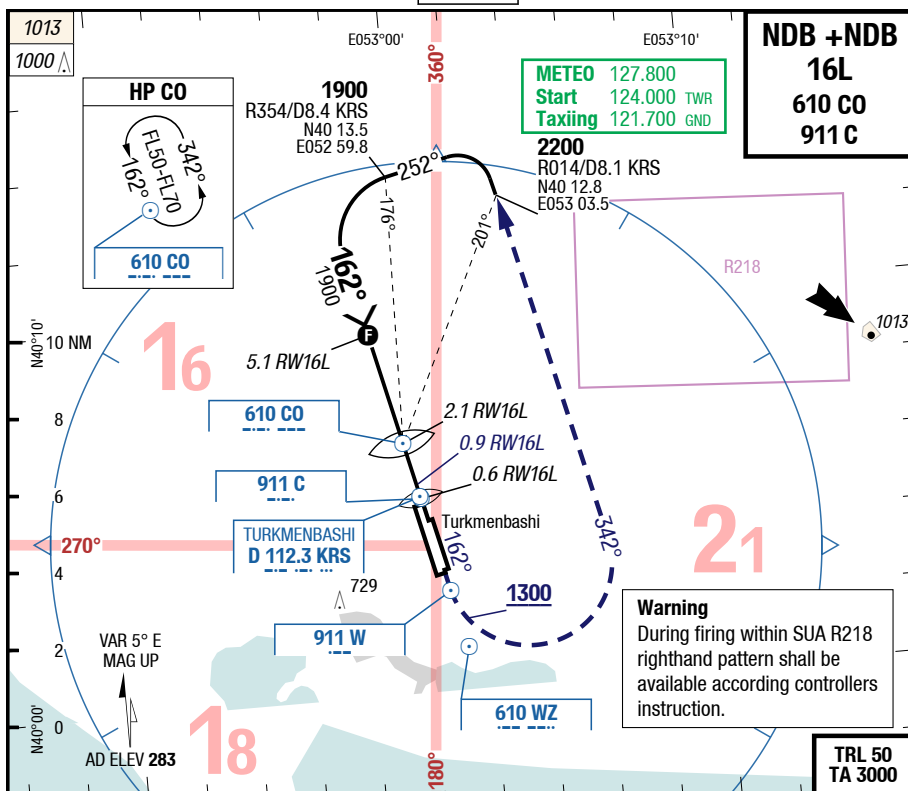 1013
1000
E053°00'
360°
E053°10'
NDB +NDB
16L
610 CO
911 C
METEO 127.800
Start 124.000 TWR
Taxiing 121.700 GND
HP CO
FL50-FL70
162°
342°
610 CO
1900
R354/D8.4 KRS
N40 13.5
E052 59.8
2200
R014/D8.1 KRS
N40 12.8
E053 03.5
252°
176°
201°
R218
162°
1900
F
1013
N40°10'
10 NM
16
5.1 RW16L
8
610 CO
2.1 RW16L
0.9 RW16L
911 C
0.6 RW16L
6
TURKMENBASHI
D 112.3 KRS
Turkmenbashi
162°
342°
21
270°
4
729
1300
911 W
Warning
During firing within SUA R218
righthand pattern shall be
available according controllers
instruction.
VAR 5° E
MAG UP
2
610 WZ
N40°00'
0
18
AD ELEV 283
180°
TRL 50
TA 3000